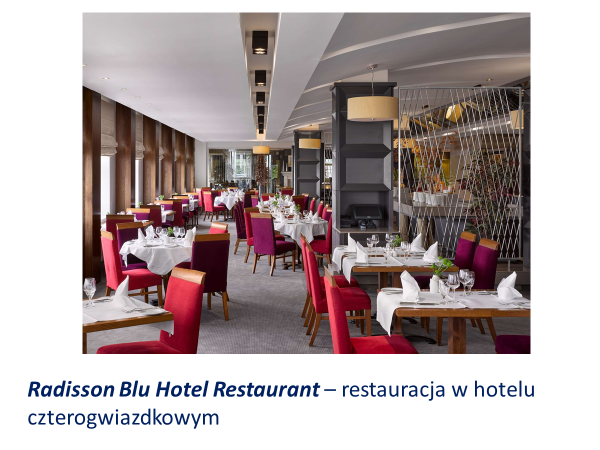 Radisson Blu Hotel Restaurant – restauracja w hotelu
czterogwiazdkowym